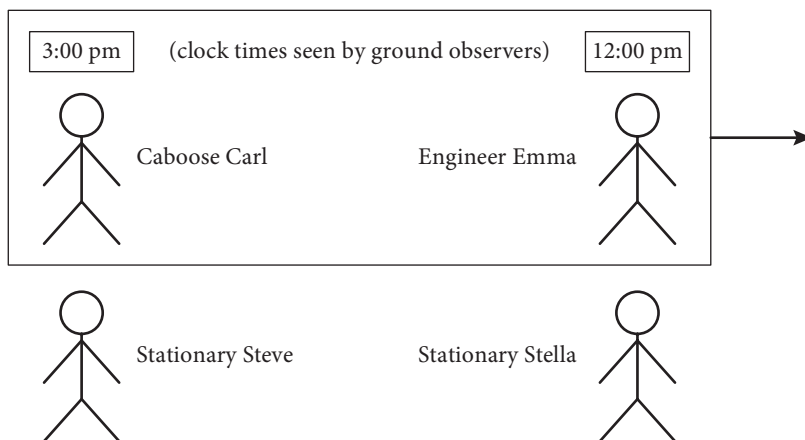 3:00 pm (clock times seen by ground observers) 12:00 pm
Caboose Carl Engineer Emma
Stationary Steve Stationary Stella